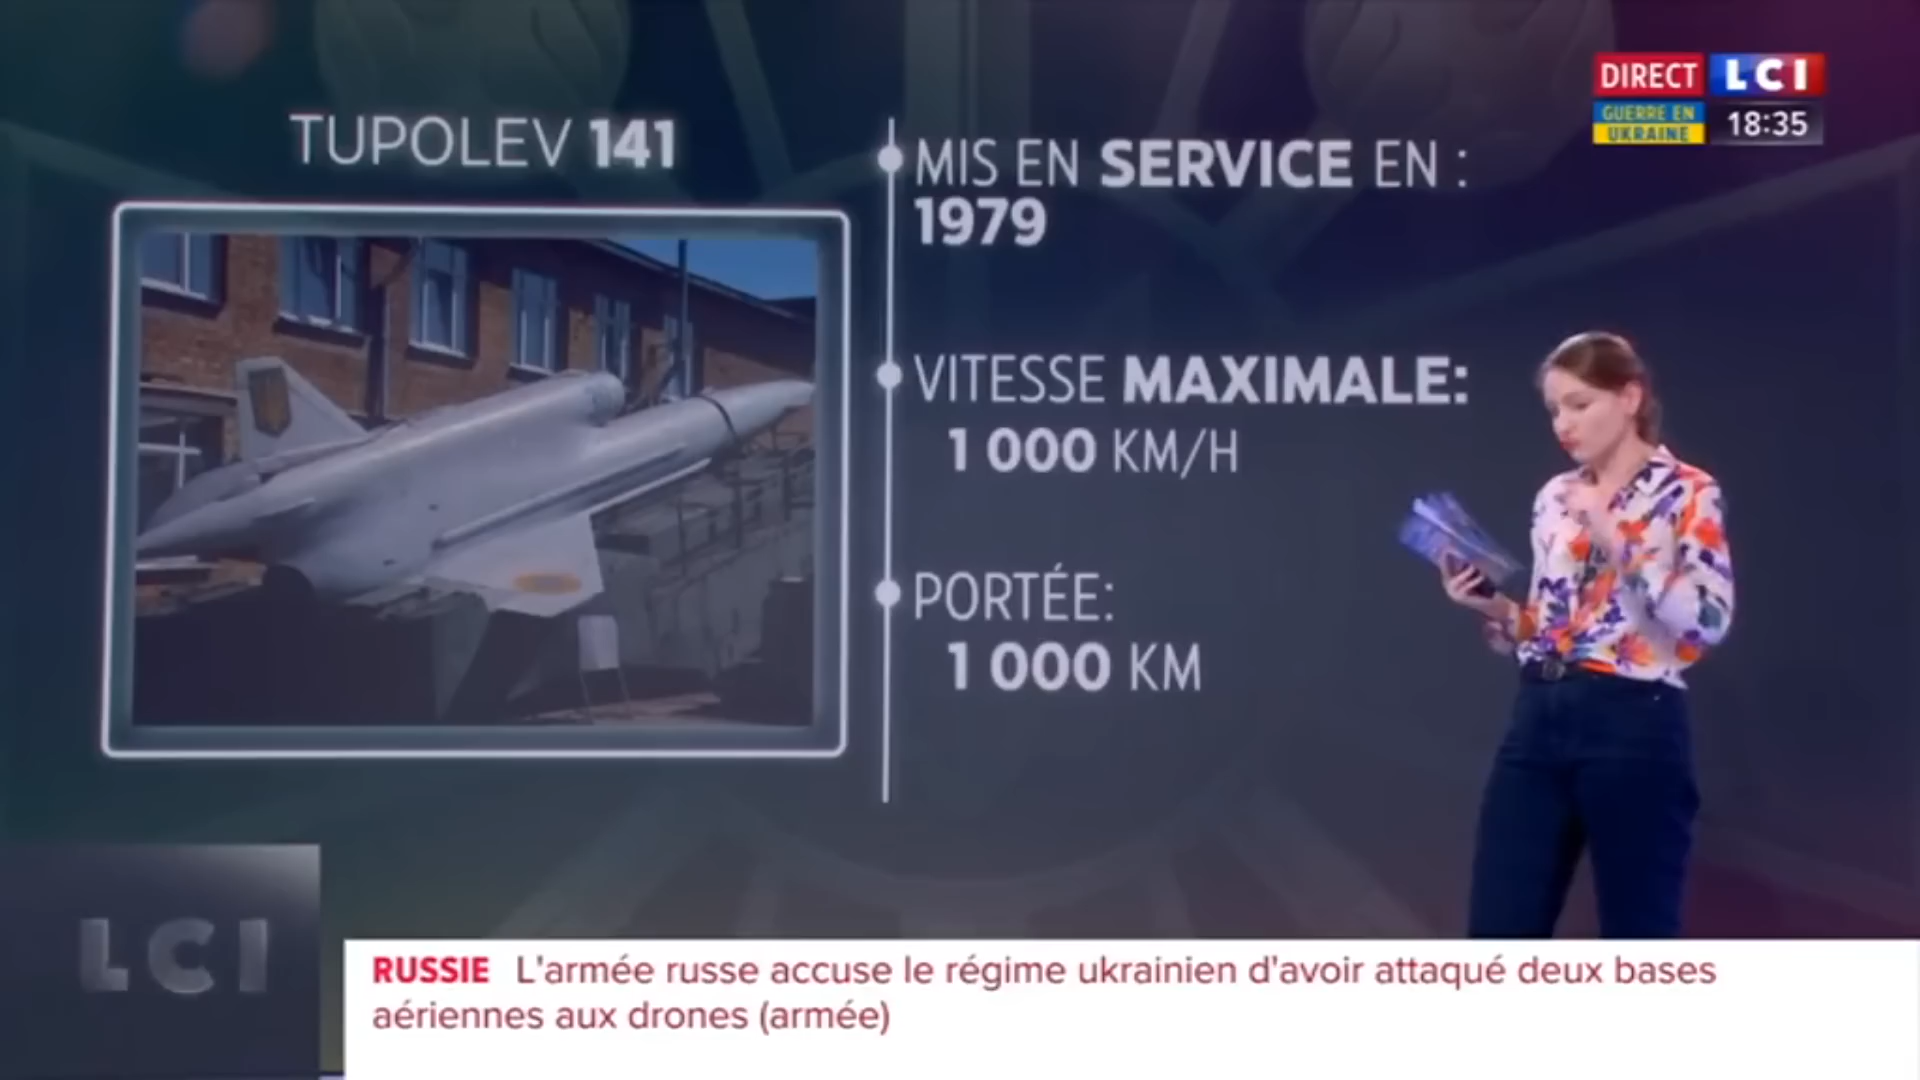 DIRECT LCI
GUERRE EN
UKRAINE
18:35
TUPOLEV 141
MIS EN SERVICE EN :
1979
VITESSE MAXIMALE:
1 000 KM/H
PORTÉE:
1 000 KM
LCI
RUSSIE L'armée russe accuse le régime ukrainien d'avoir attaqué deux bases
aériennes aux drones (armée)